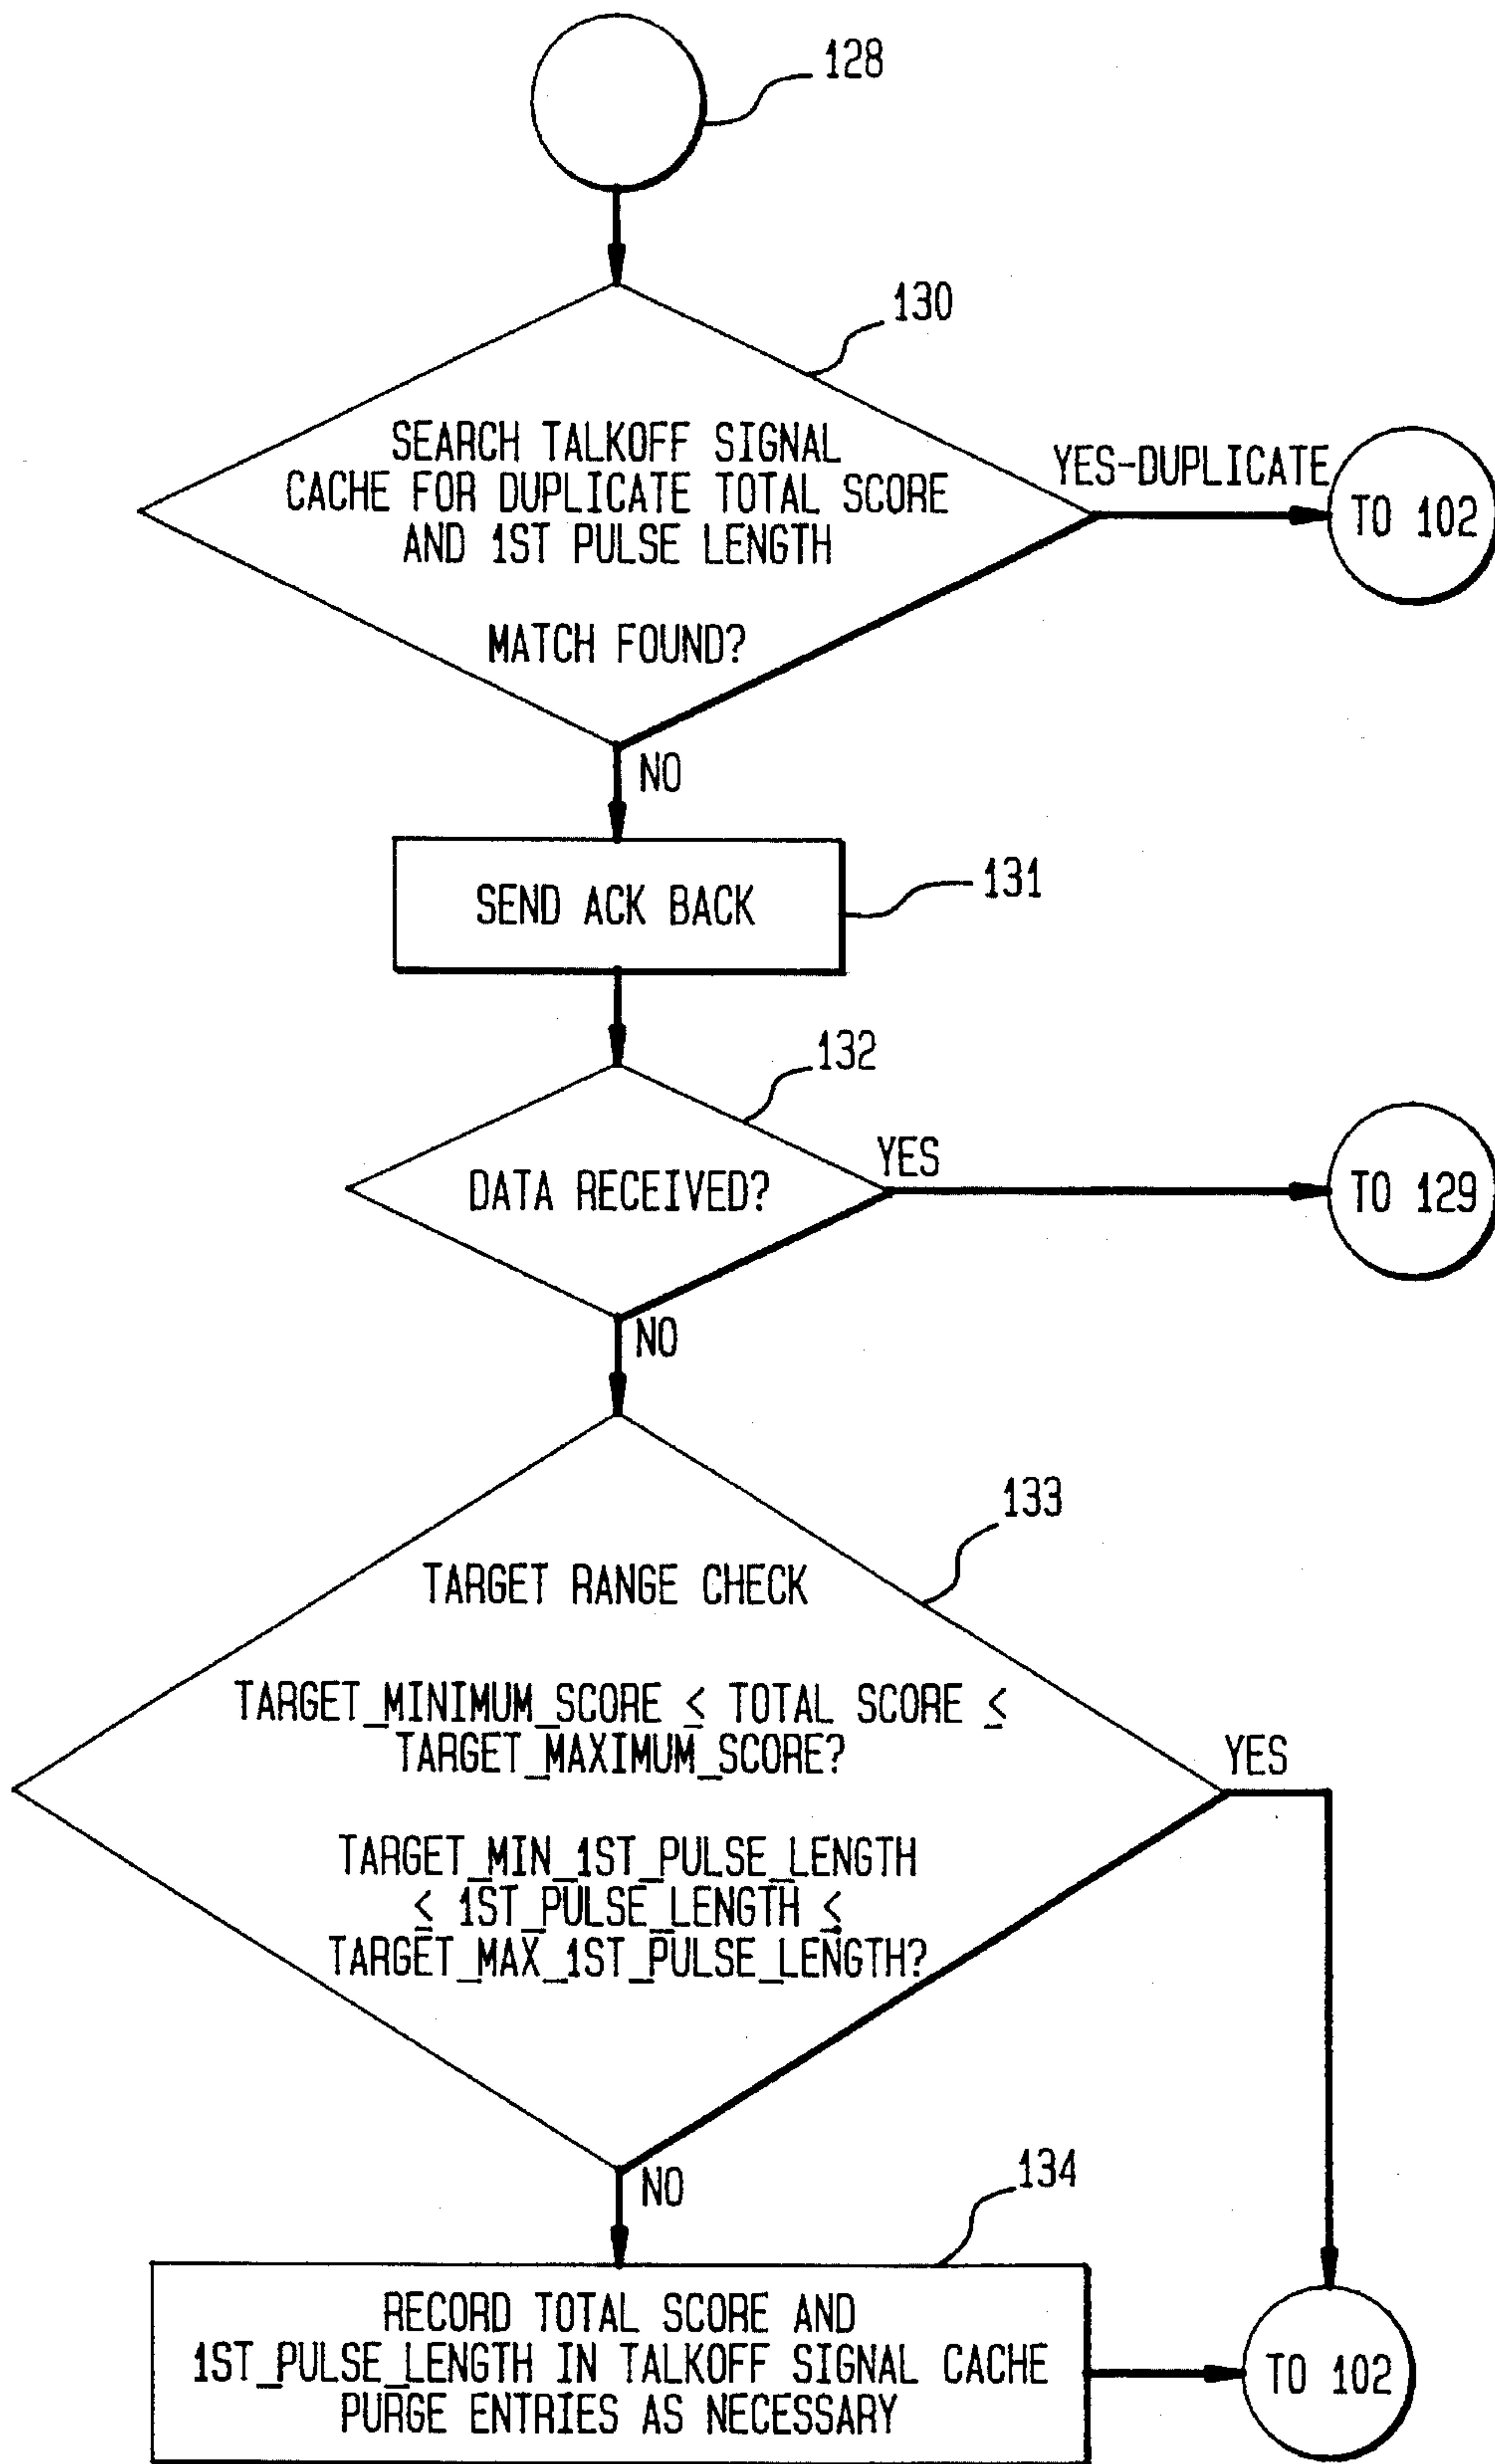 128
130
SEARCH TALKOFF SIGNAL
CACHE FOR DUPLICATE TOTAL SCORE
AND 1ST PULSE LENGTH
MATCH FOUND?
YES-DUPLICATE
TO 102
NO
SEND ACK BACK
131
132
DATA RECEIVED?
YES
TO 129
NO
133
TARGET RANGE CHECK
TARGET_MINIMUM_SCORE ≤ TOTAL SCORE ≤
TARGET_MAXIMUM_SCORE?
TARGET_MIN_1ST_PULSE_LENGTH
≤ 1ST_PULSE_LENGTH ≤
TARGET_MAX_1ST_PULSE_LENGTH?
YES
NO
134
RECORD TOTAL SCORE AND
1ST_PULSE_LENGTH IN TALKOFF SIGNAL CACHE
PURGE ENTRIES AS NECESSARY
TO 102